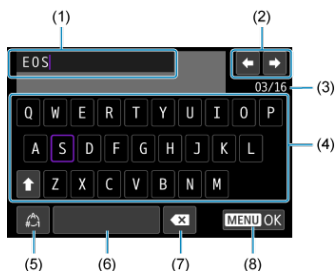 (1) (2)
EOS
03/16 (3)
Q W E R T Y U I O P
A S D F G H J K L (4)
Z X C V B N M
MENU OK
(5) (6) (7) (8)